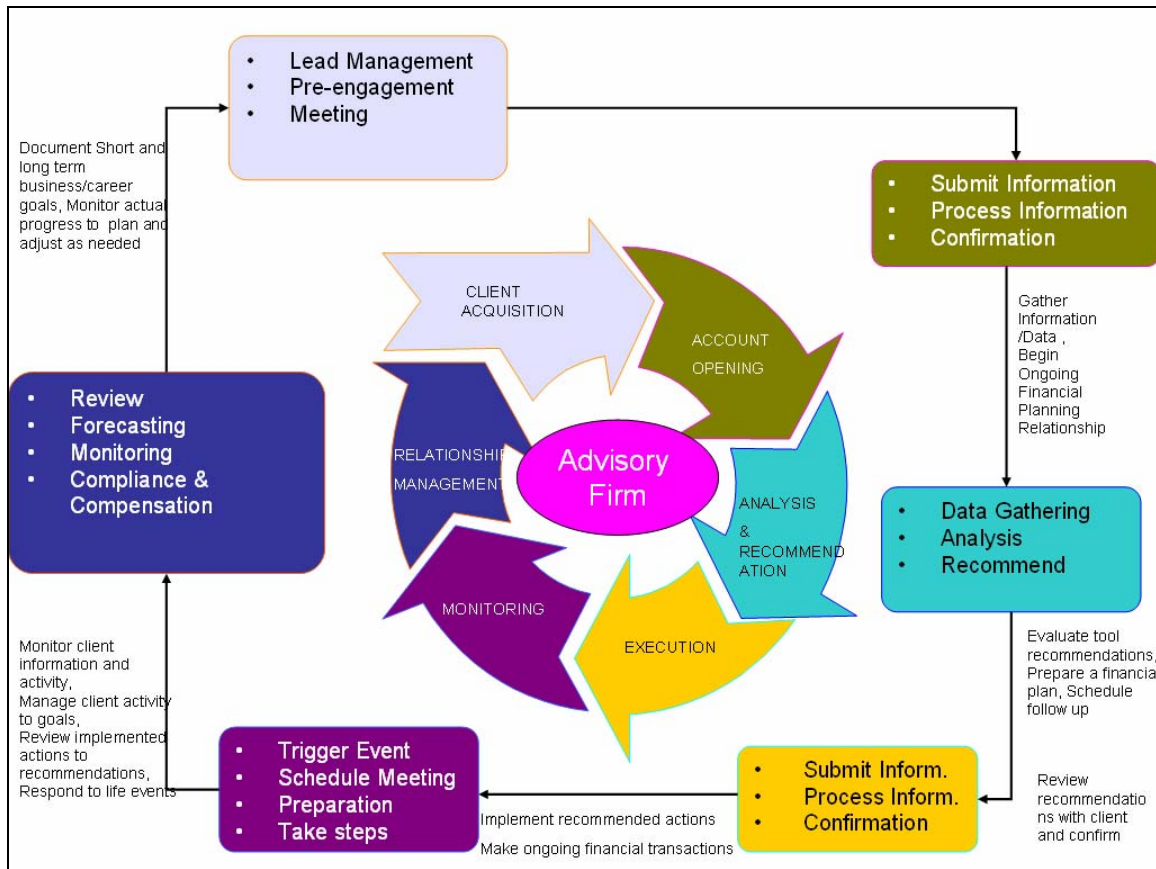 • Lead Management
• Pre-engagement
• Meeting
Document Short and
long term
business/career
goals, Monitor actual
progress to plan and
adjust as needed
• Submit Information
• Process Information
• Confirmation
CLIENT
ACQUISITION
ACCOUNT
OPENING
Gather
Information
/Data ,
Begin
Ongoing
Financial
Planning
Relationship
• Review
• Forecasting
• Monitoring
• Compliance &
Compensation
RELATIONSHIP
MANAGEMENT
Advisory
Firm
ANALYSIS
&
RECOMMEND
ATION
• Data Gathering
• Analysis
• Recommend
MONITORING
EXECUTION
Monitor client
information and
activity,
Manage client activity
to goals,
Review implemented
actions to
recommendations,
Respond to life events
Evaluate tool
recommendations,
Prepare a financial
plan, Schedule
follow up
• Trigger Event
• Schedule Meeting
• Preparation
• Take steps
Implement recommended actions
Make ongoing financial transactions
• Submit Inform.
• Process Inform.
• Confirmation
Review
recommendatio
ns with client
and confirm